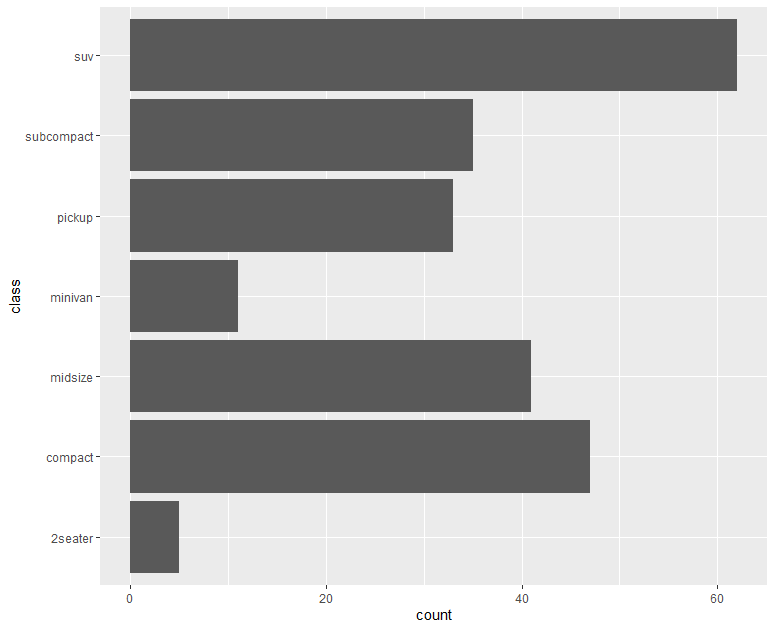 suv
subcompact
pickup
minivan
midsize
compact
2seater
class
0 20 40 60
count